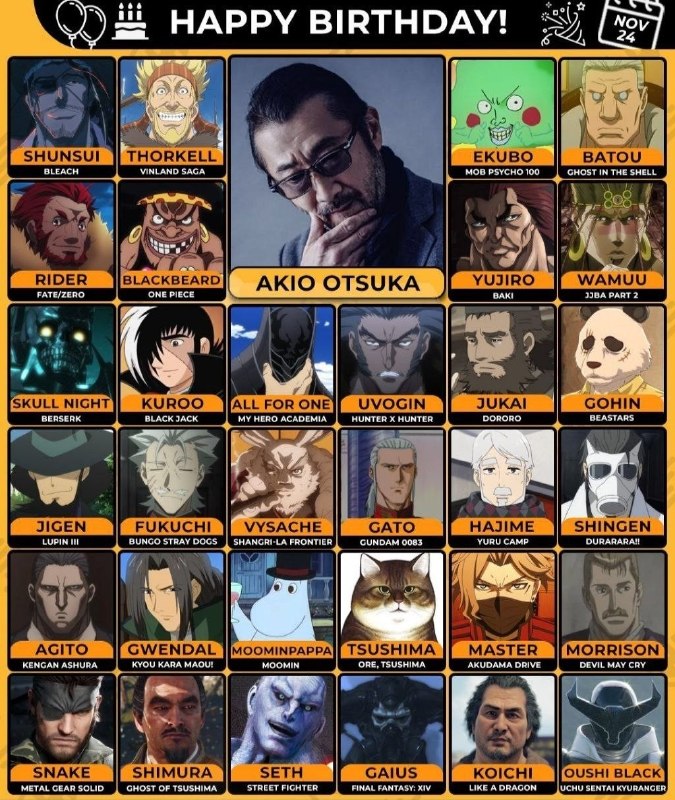 HAPPY BIRTHDAY!
NOV
24
SHUNSUI
BLEACH
THORKELL
VINLAND SAGA
EKUBO
MOB PSYCHO 100
BATOU
GHOST IN THE SHELL
RIDER
FATE/ZERO
BLACKBEARD
ONE PIECE
AKIO OTSUKA
YUJIRO
BAKI
WAMUU
JJBA PART 2
SKULL NIGHT
BERSERK
KUROO
BLACK JACK
ALL FOR ONE
MY HERO ACADEMIA
UVOGIN
HUNTER X HUNTER
JUKAI
DORORO
GOHIN
BEASTARS
JIGEN
LUPIN III
FUKUCHI
BUNGO STRAY DOGS
VYSACHE
SHANGRI-LA FRONTIER
GATO
GUNDAM 0083
HAJIME
YURU CAMP
SHINGEN
DURARARA!!
AGITO
KENGAN ASHURA
GWENDAL
KYOU KARA MAOU!
MOOMINPAPPA
MOOMIN
TSUSHIMA
ORE, TSUSHIMA
MASTER
AKUDAMA DRIVE
MORRISON
DEVIL MAY CRY
SNAKE
METAL GEAR SOLID
SHIMURA
GHOST OF TSUSHIMA
SETH
STREET FIGHTER
GAIUS
FINAL FANTASY: XIV
KOICHI
LIKE A DRAGON
OUSHI BLACK
UCHU SENTAI KYURANGER